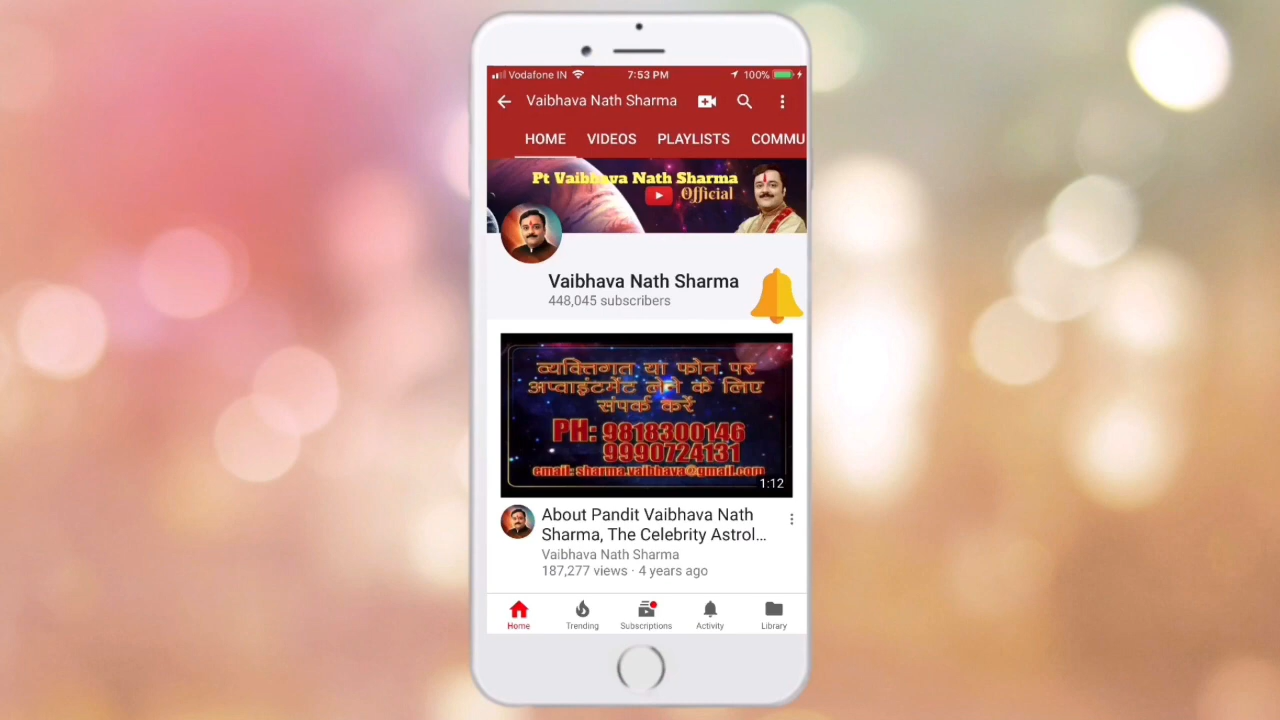 Vodafone IN 7:53 PM 100%
Vaibhava Nath Sharma
HOME VIDEOS PLAYLISTS COMMU
Pt Vaibhava Nath Sharma
Official
Vaibhava Nath Sharma
448,045 subscribers
व्यक्तिगत या फोन पर
अप्वाइंटमेंट लेने के लिए
संपर्क करें
PH: 9818300146
9990724131
email: sharma.vaibhava@gmail.com
1:12
About Pandit Vaibhava Nath
Sharma, The Celebrity Astrol...
Vaibhava Nath Sharma
187,277 views · 4 years ago
Home Trending Subscriptions Activity Library